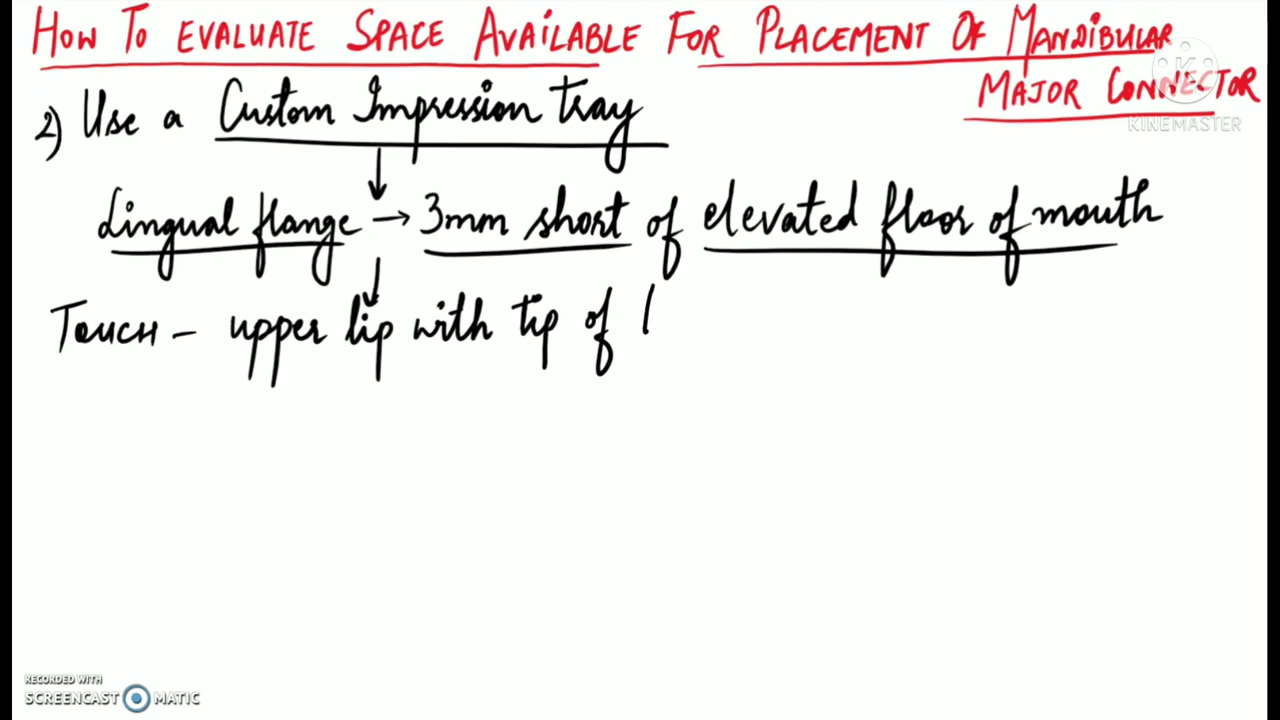 HOW TO EVALUATE SPACE AVAILABLE FOR PLACEMENT OF MANDIBULAR
MAJOR CONNECTOR
KINEMASTER
2) Use a Custom Impression tray
Lingual flange → 3mm short of elevated floor of mouth
TOUCH - upper lip with tip of
RECORDED WITH
SCREENCAST MATIC